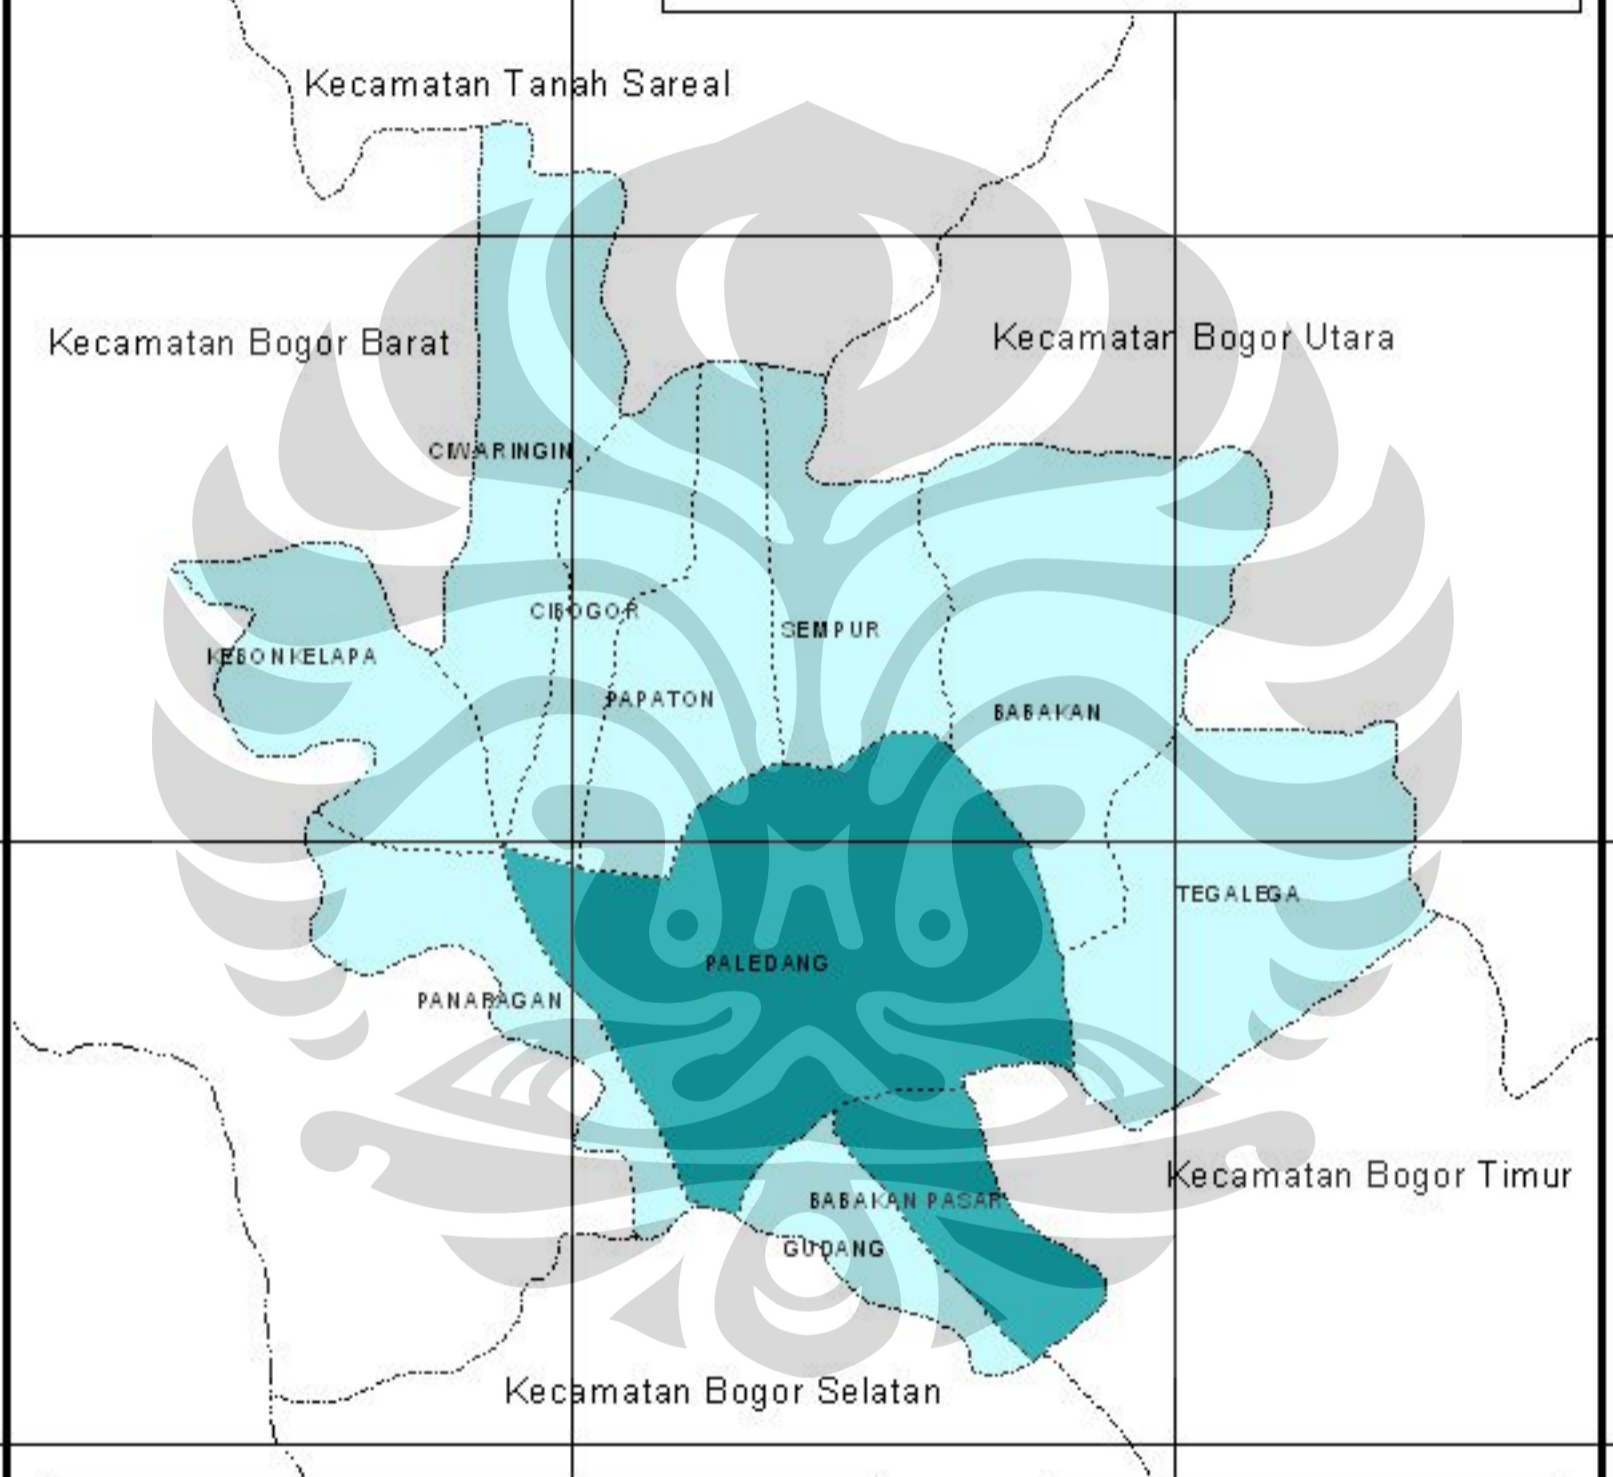 Kecamatan Tanah Sareal
Kecamatan Bogor Barat
Kecamatan Bogor Utara
CIWARINGIN
CIBOGOR
SEMPUR
KEBONKELAPA
PAPATON
BABAKAN
TEGALEGA
PALEDANG
PANARAGAN
Kecamatan Bogor Timur
BABAKAN PASAR
GUDANG
Kecamatan Bogor Selatan